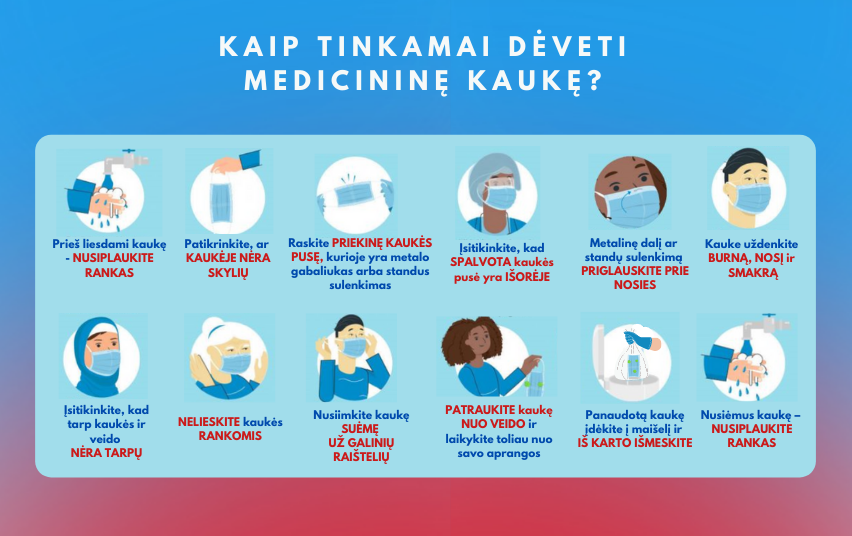 KAIP TINKAMAI DĖVĖTI
MEDICININĘ KAUKĘ?
Prieš liesdami kaukę
- NUSIPLAUKITE
RANKAS
Patikrinkite, ar
KAUKĖJE NĖRA
SKYLIŲ
Raskite PRIEKINĘ KAUKĖS
PUSĘ, kurioje yra metalo
gabaliukas arba standus
sulenkimas
Įsitikinkite, kad
SPALVOTA kaukės
pusė yra IŠORĖJE
Metalinę dalį ar
standų sulenkimą
PRIGLAUSKITE PRIE
NOSIES
Kauke uždenkite
BURNĄ, NOSĮ ir
SMAKRĄ
Įsitikinkite, kad
tarp kaukės ir
veido
NĖRA TARPŲ
NELIESKITE kaukės
RANKOMIS
Nusiimkite kaukę
SUĖMĘ
UŽ GALINIŲ
RAIŠTELIŲ
PATRAUKITE kaukę
NUO VEIDO ir
laikykite toliau nuo
savo aprangos
Panaudotą kaukę
įdėkite į maišelį ir
IŠ KARTO IŠMESKITE
Nusiėmus kaukę –
NUSIPLAUKITE
RANKAS